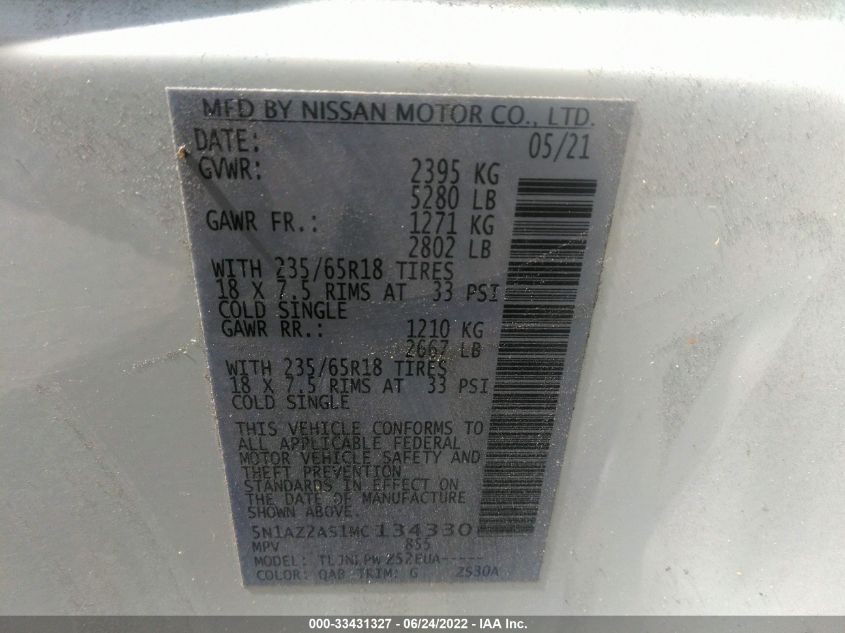 MFD BY NISSAN MOTOR CO., LTD.
DATE: 05/21
GVWR: 2395 KG
5280 LB
GAWR FR.: 1271 KG
2802 LB
WITH 235/65R18 TIRES
18 X 7.5 RIMS AT 33 PSI
COLD SINGLE
GAWR RR.: 1210 KG
2667 LB
WITH 235/65R18 TIRES
18 X 7.5 RIMS AT 33 PSI
COLD SINGLE
THIS VEHICLE CONFORMS TO
ALL APPLICABLE FEDERAL
MOTOR VEHICLE SAFETY AND
THEFT PREVENTION
STANDARDS IN EFFECT ON
THE DATE OF MANUFACTURE
SHOWN ABOVE.
5N1AZ2AS1MC134330
MPV 855
MODEL:
COLOR: QAB TRIM: G 2530A
000-33431327 - 06/24/2022 - IAA Inc.